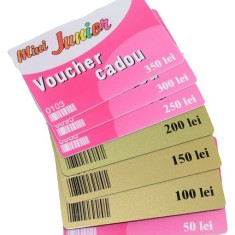 Mini Junior
Voucher cadou
0103
350 lei
300 lei
250 lei
200 lei
150 lei
100 lei
50 lei